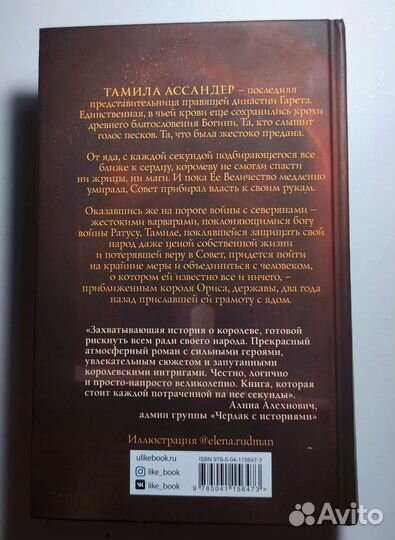 ТАМИЛА АССАНДЕР – последняя
представительница правящей династии Гарета.
Единственная, в чьей крови еще сохранились крохи
древнего благословения Богини. Та, кто слышит
голос песков. Та, что была жестоко предана.
От яда, с каждой секундой подбирающегося все
ближе к сердцу, королеву не смогли спасти
ни жрицы, ни маги. И пока Ее Величество медленно
умирала, Совет прибирал власть к своим рукам.
Оказавшись же на пороге войны с северянами –
жестокими варварами, поклоняющимися богу
войны Ратусу, Тамиле, поклявшейся защищать свой
народ даже ценой собственной жизни
и потерявшей веру в Совет, придется пойти
на крайние меры и объединиться с человеком,
о котором ей известно все и ничего, –
приближенным короля Ориса, державы, два года
назад приславшей ей грамоту с ядом.
«Захватывающая история о королеве, готовой
рискнуть всем ради своего народа. Прекрасный
атмосферный роман с сильными героями,
увлекательным сюжетом и запутанными
королевскими интригами. Честно, логично
и просто-напросто великолепно. Книга, которая
стоит каждой потраченной на нее секунды».
Алина Алехнович,
админ группы «Чердак с историями»
Иллюстрация @elena.rudman
ulikebook.ru
like_book
like_book
ISBN 978-5-04-115647-3
9 785041 156473 >
Avito